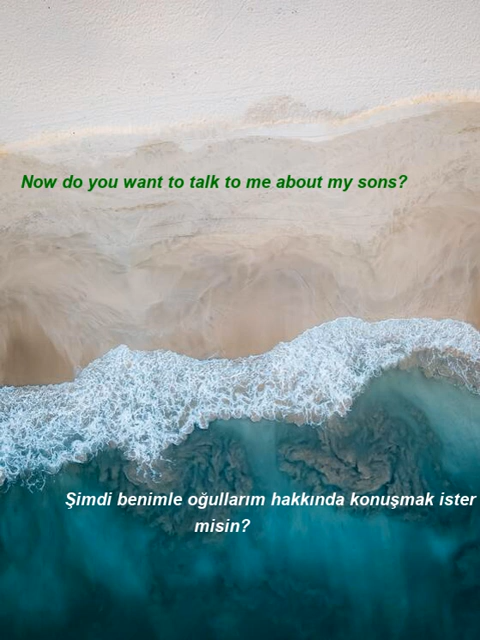 Now do you want to talk to me about my sons?
Şimdi benimle oğullarım hakkında konuşmak ister
misin?